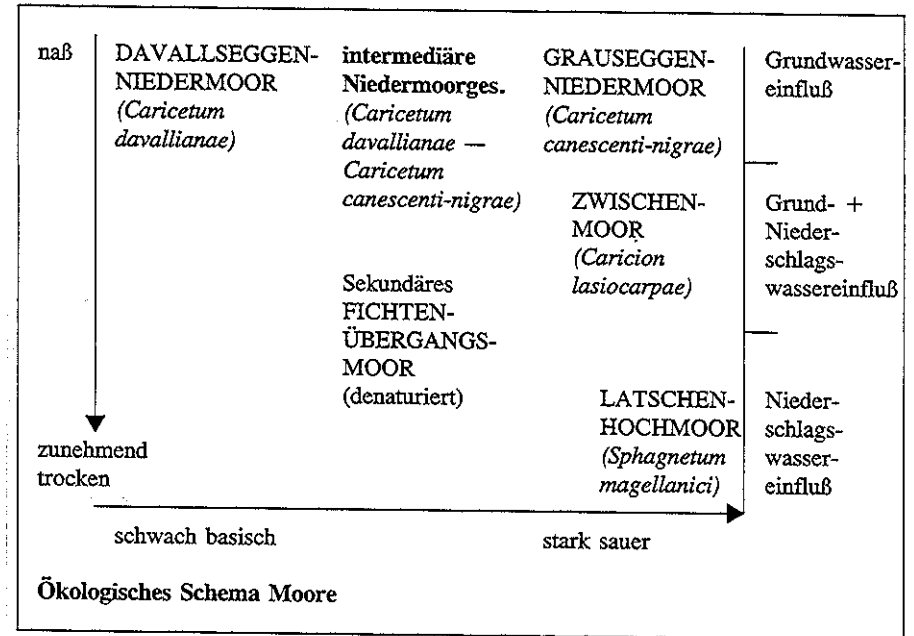 naß
DAVALLSEGGEN-
NIEDERMOOR
(Caricetum
davallianae)
intermediäre
Niedermoorges.
(Caricetum
davallianae —
Caricetum
canescenti-nigrae)
GRAUSEGGEN-
NIEDERMOOR
(Caricetum
canescenti-nigrae)
Grundwasser-
einfluß
ZWISCHEN-
MOOR
(Caricion
lasiocarpae)
Grund- +
Nieder-
schlags-
wassereinfluß
Sekundäres
FICHTEN-
ÜBERGANGS-
MOOR
(denaturiert)
LATSCHEN-
HOCHMOOR
(Sphagnetum
magellanici)
Nieder-
schlags-
wasser-
einfluß
zunehmend
trocken
schwach basisch
stark sauer
Ökologisches Schema Moore